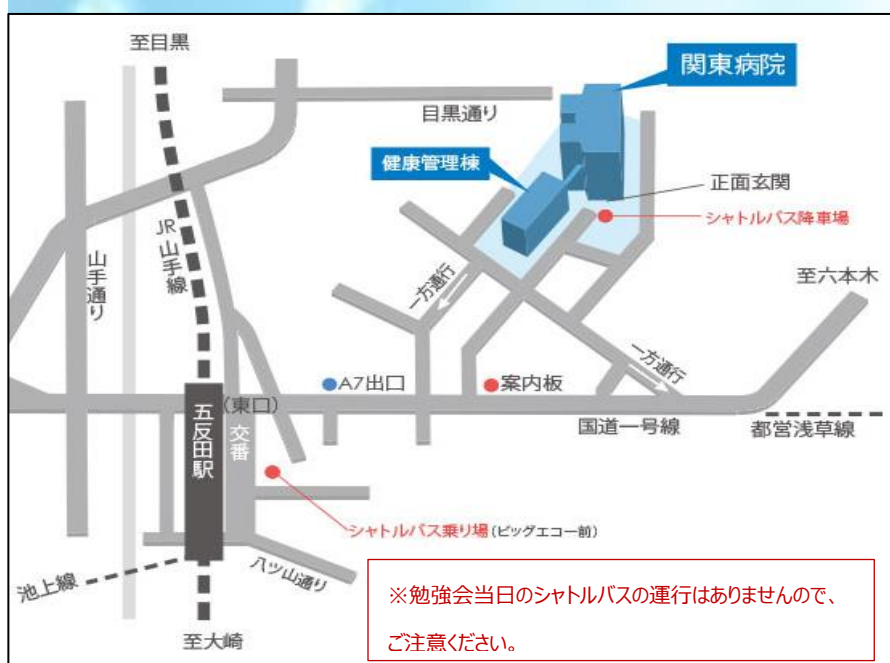 至目黒
関東病院
目黒通り
健康管理棟
正面玄関
シャトルバス降車場
JR山手線
山手通り
一方通行
至六本木
一方通行
A7出口
案内板
(東口)
五反田駅
交番
国道一号線
都営浅草線
シャトルバス乗り場(ビッグエコー前)
八ツ山通り
池上線
至大崎
※勉強会当日のシャトルバスの運行はありませんので、
ご注意ください。